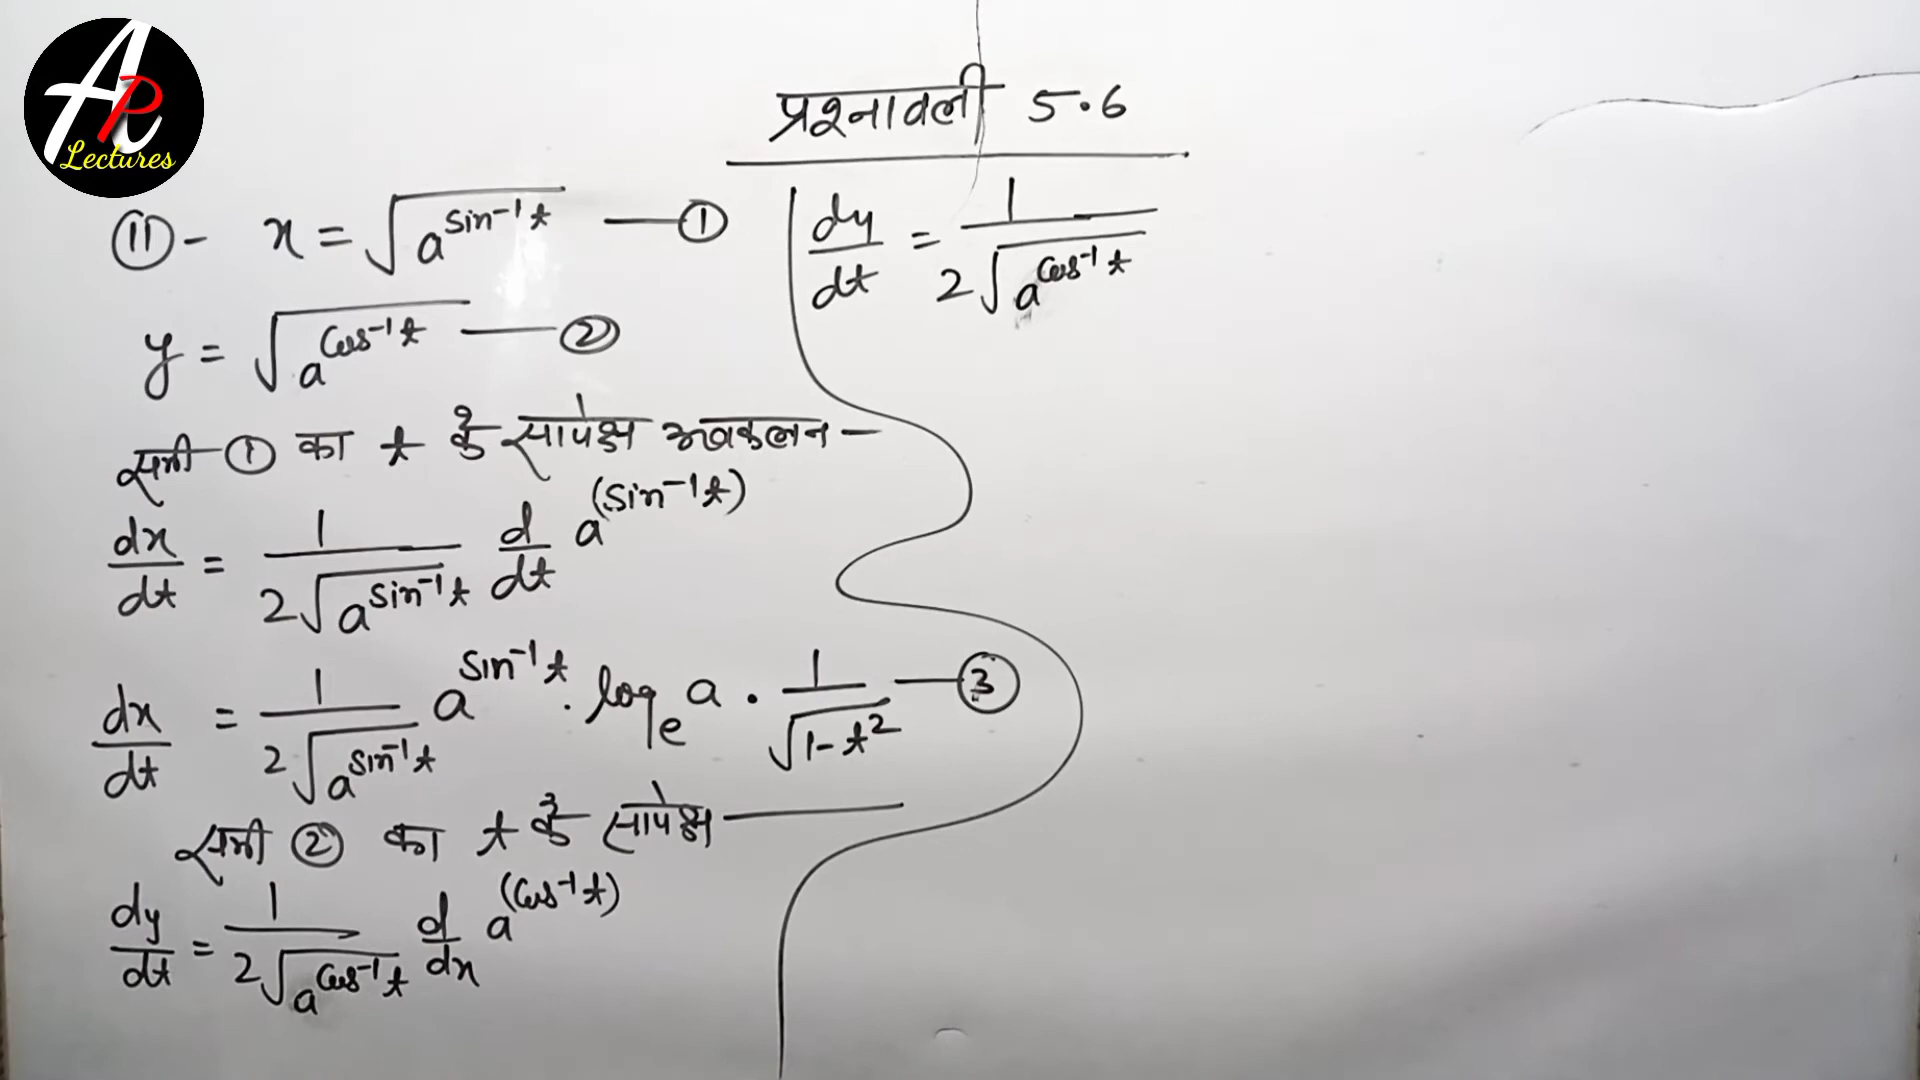 AR
Lectures
प्रश्नावली 5.6
(11) - x = √(a^(sin⁻¹t)) — (1)
y = √(a^(cos⁻¹t)) — (2)
समी (1) का t के सापेक्ष अवकलन —
dx/dt = 1/(2√(a^(sin⁻¹t))) d/dt a^(sin⁻¹t)
dx/dt = 1/(2√(a^(sin⁻¹t))) a^(sin⁻¹t) · logₑa · 1/√(1-t²) — (3)
समी (2) का t के सापेक्ष —
dy/dt = 1/(2√(a^(cos⁻¹t))) d/dx a^(cos⁻¹t)
dy/dt = 1/(2√(a^(cos⁻¹t)))